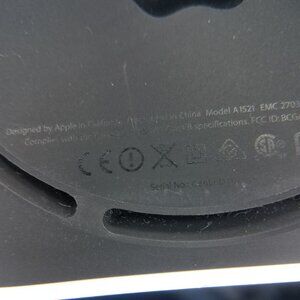 Designed by Apple in California Assembled in China Model A1521 EMC 2703
Complies with the Class B specifications. FCC ID: BCG
Serial No.: